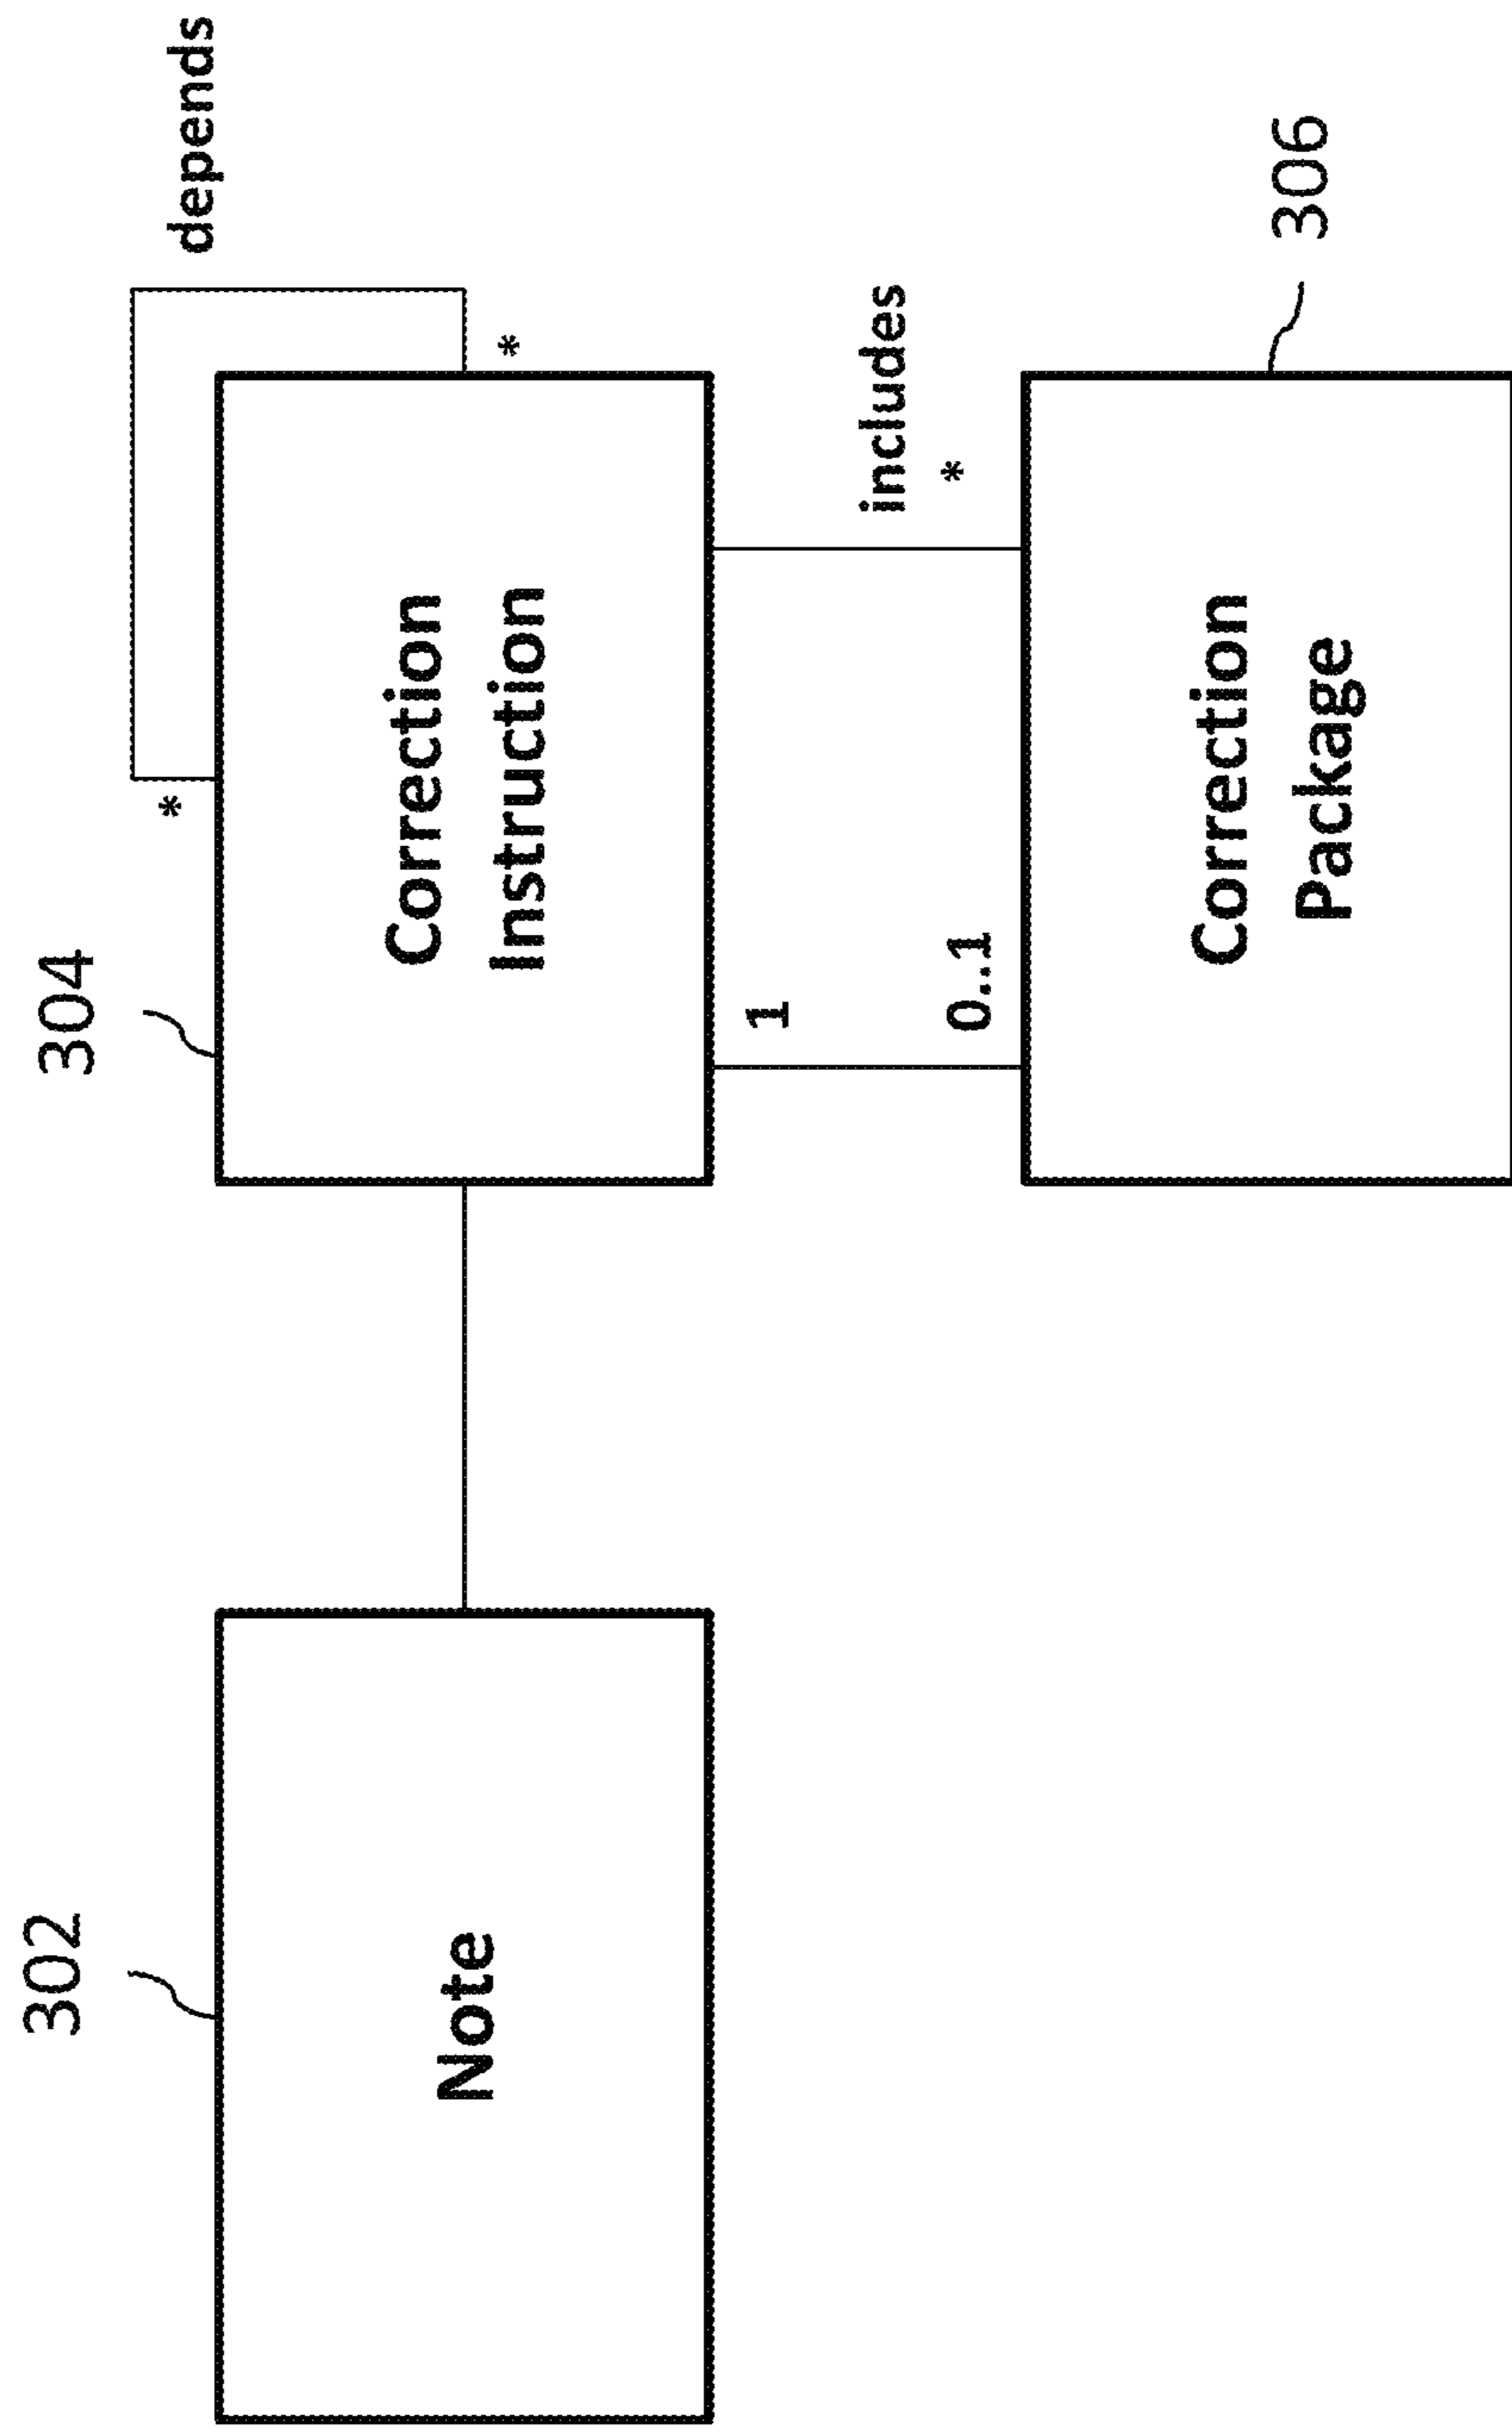 302
304
depends
*
Note
Correction
Instruction
*
1
includes
0..1
*
Correction
Package
306